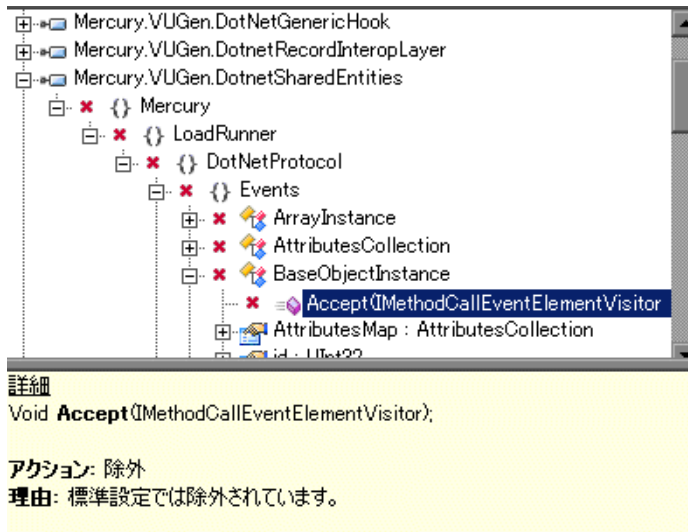 Mercury.VUGen.DotNetGenericHook
Mercury.VUGen.DotnetRecordInteropLayer
Mercury.VUGen.DotnetSharedEntities
{} Mercury
{} LoadRunner
{} DotNetProtocol
{} Events
ArrayInstance
AttributesCollection
BaseObjectInstance
Accept(IMethodCallEventElementVisitor
AttributesMap : AttributesCollection
id : UInt32
詳細
Void Accept(IMethodCallEventElementVisitor);
アクション: 除外
理由: 標準設定では除外されています。